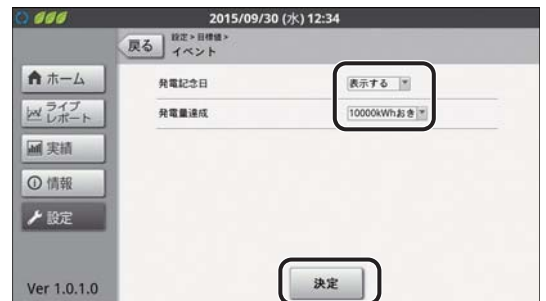 2015/09/30 (水) 12:34
戻る
設定 > 目標値 >
イベント
ホーム
ライブ
レポート
実績
情報
設定
発電記念日
表示する
発電量達成
10000kWhおき
決定
Ver 1.0.1.0